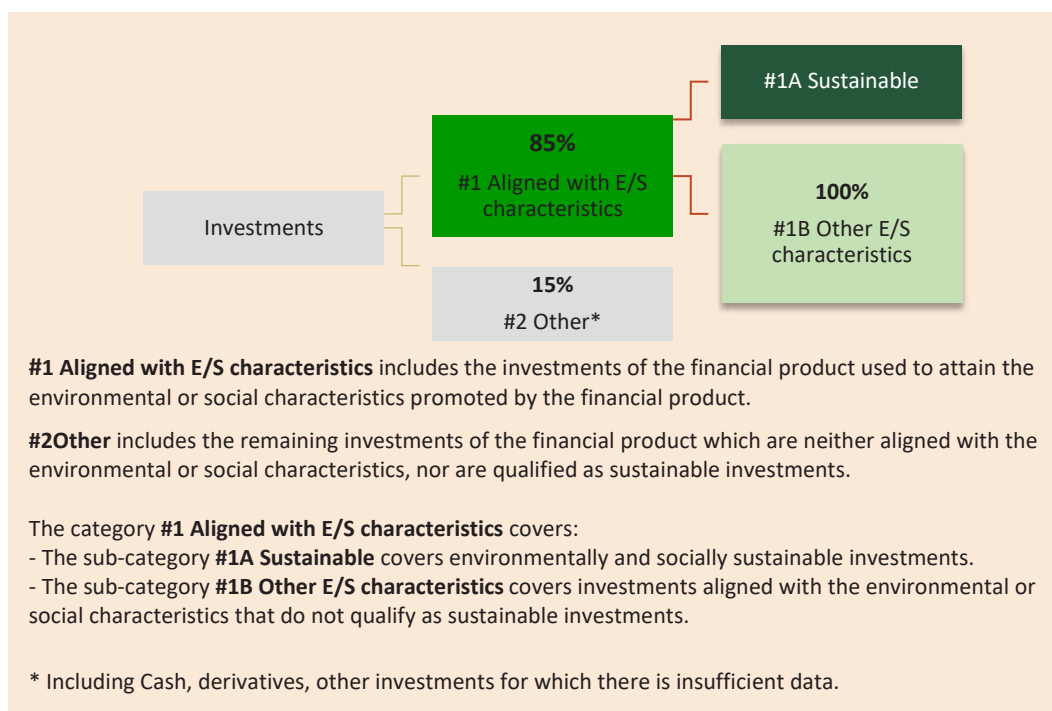 #1A Sustainable
85%
#1 Aligned with E/S
characteristics
100%
#1B Other E/S
characteristics
Investments
15%
#2 Other*
#1 Aligned with E/S characteristics includes the investments of the financial product used to attain the
environmental or social characteristics promoted by the financial product.
#2Other includes the remaining investments of the financial product which are neither aligned with the
environmental or social characteristics, nor are qualified as sustainable investments.
The category #1 Aligned with E/S characteristics covers:
- The sub-category #1A Sustainable covers environmentally and socially sustainable investments.
- The sub-category #1B Other E/S characteristics covers investments aligned with the environmental or
social characteristics that do not qualify as sustainable investments.
* Including Cash, derivatives, other investments for which there is insufficient data.